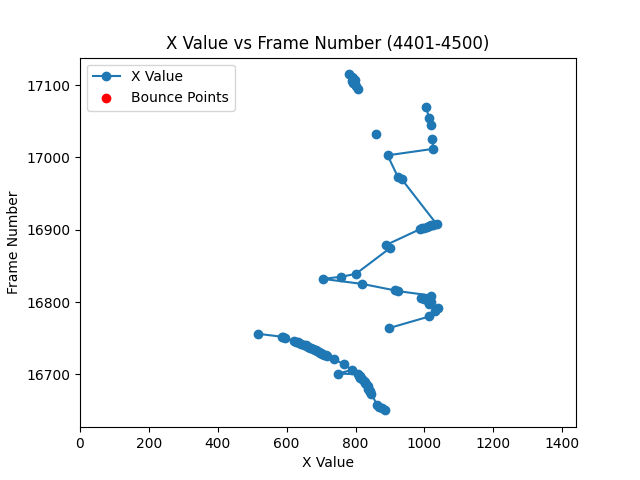 X Value vs Frame Number (4401-4500)
X Value
Bounce Points
Frame Number
17100
17000
16900
16800
16700
0 200 400 600 800 1000 1200 1400
X Value